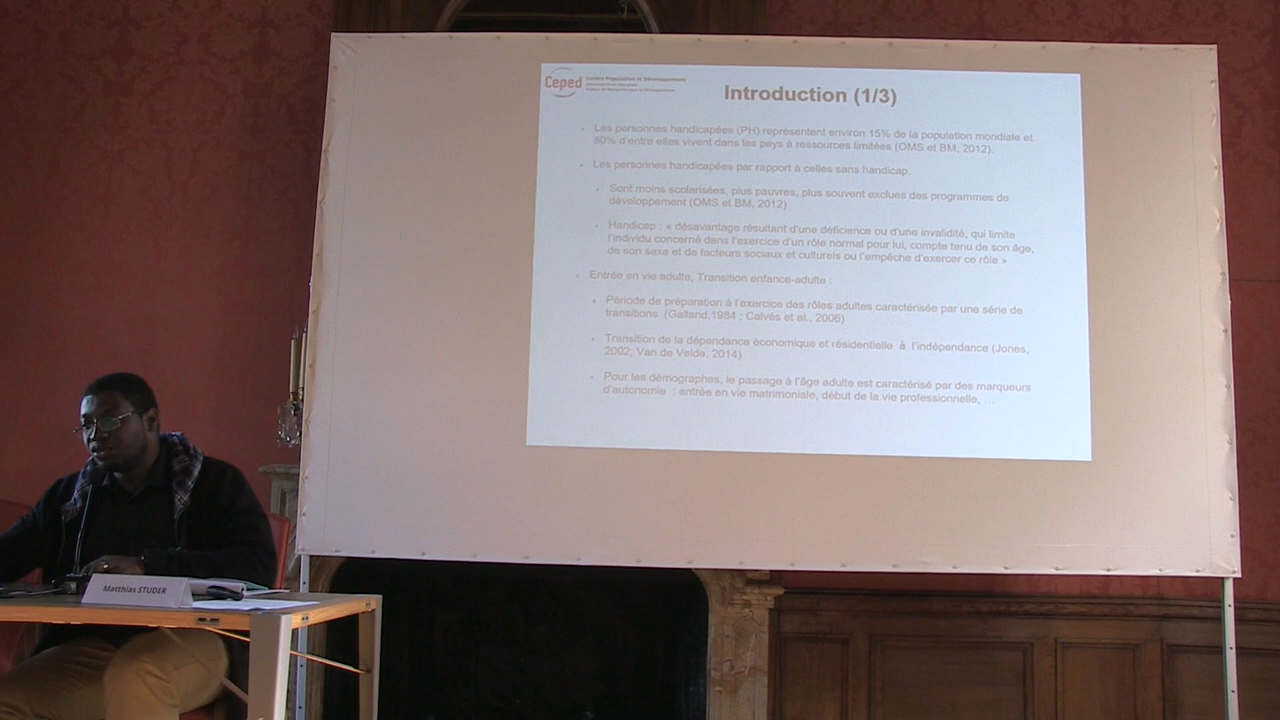 Ceped
Centre Population et Développement
Introduction (1/3)
Les personnes handicapées (PH) représentent environ 15% de la population mondiale et
80% d'entre elles vivent dans les pays à ressources limitées (OMS et BM, 2012).
Les personnes handicapées par rapport à celles sans handicap.
Sont moins scolarisées, plus pauvres, plus souvent exclues des programmes de
développement (OMS et BM, 2012)
Handicap : « désavantage résultant d'une déficience ou d'une invalidité, qui limite
l'individu concerné dans l'exercice d'un rôle normal pour lui, compte tenu de son âge,
de son sexe et de facteurs sociaux et culturels ou l'empêche d'exercer ce rôle »
Entrée en vie adulte, Transition enfance-adulte :
Période de préparation à l'exercice des rôles adultes caractérisée par une série de
transitions (Galland,1984 ; Calvès et al., 2006)
Transition de la dépendance économique et résidentielle à l'indépendance (Jones,
2002; Van de Velde, 2014)
Pour les démographes, le passage à l'âge adulte est caractérisé par des marqueurs
d'autonomie : entrée en vie matrimoniale, début de la vie professionnelle, ...
Matthias STUDER